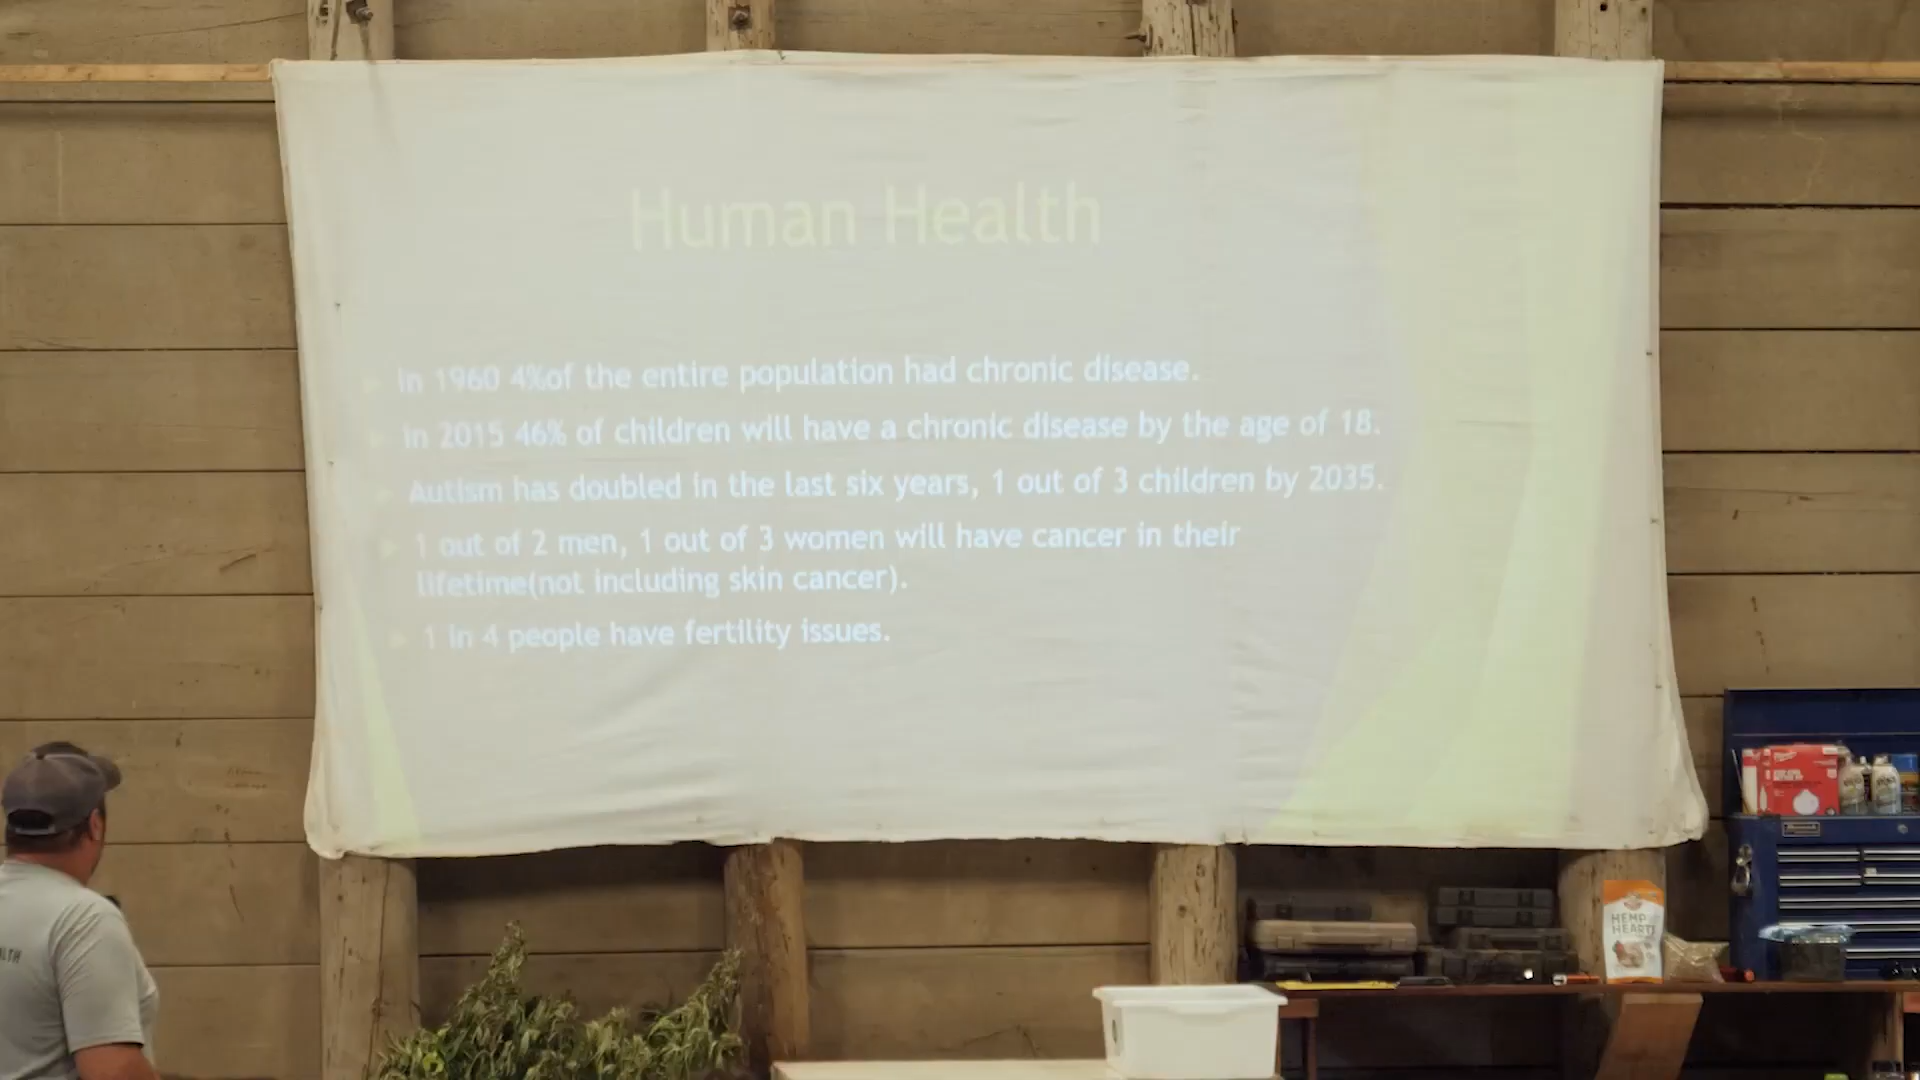 Human Health
In 1960 4%of the entire population had chronic disease.
In 2015 46% of children will have a chronic disease by the age of 18.
Autism has doubled in the last six years, 1 out of 3 children by 2035.
1 out of 2 men, 1 out of 3 women will have cancer in their
lifetime(not including skin cancer).
1 in 4 people have fertility issues.
HEMP
HEARTS